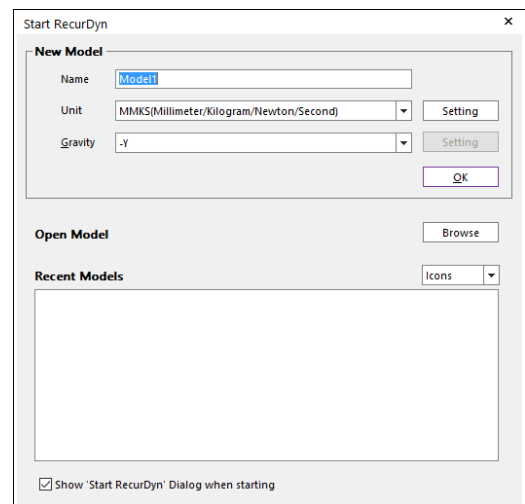 Start RecurDyn
New Model
Name Model1
Unit MMKS(Millimeter/Kilogram/Newton/Second) Setting
Gravity -Y Setting
OK
Open Model Browse
Recent Models Icons
Show 'Start RecurDyn' Dialog when starting